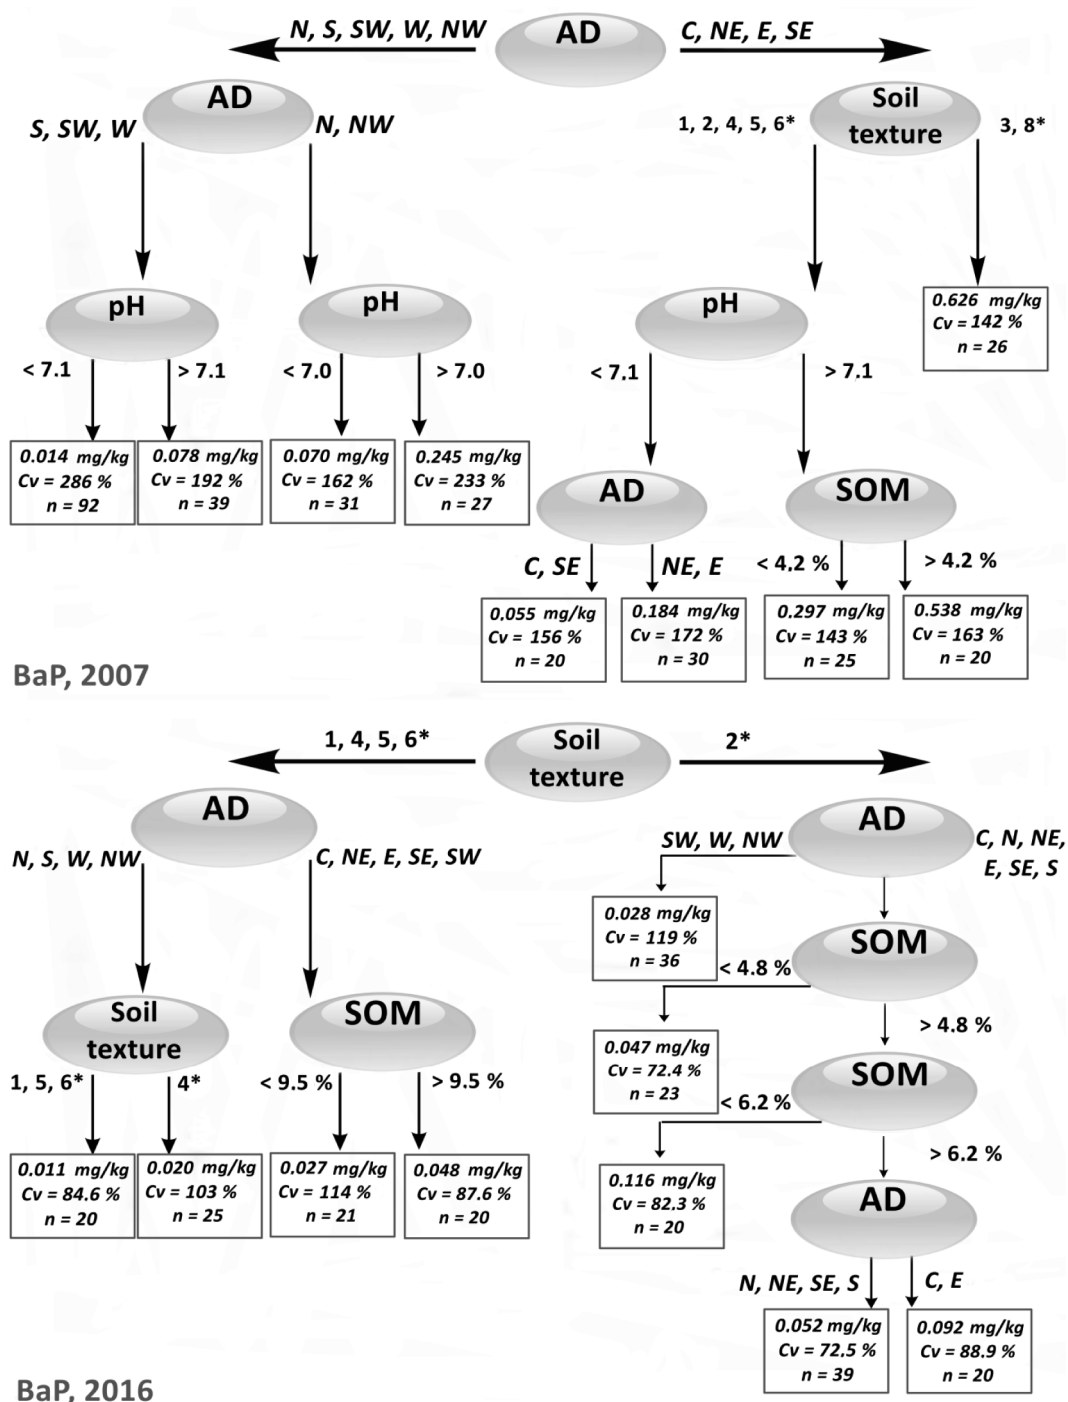 N, S, SW, W, NW
AD
C, NE, E, SE
AD
Soil
texture
S, SW, W
N, NW
1, 2, 4, 5, 6*
3, 8*
pH
pH
pH
0.626 mg/kg
Cv = 142 %
n = 26
< 7.1
> 7.1
< 7.0
> 7.0
< 7.1
> 7.1
0.014 mg/kg
Cv = 286 %
n = 92
0.078 mg/kg
Cv = 192 %
n = 39
0.070 mg/kg
Cv = 162 %
n = 31
0.245 mg/kg
Cv = 233 %
n = 27
AD
SOM
C, SE
NE, E
< 4.2 %
> 4.2 %
0.055 mg/kg
Cv = 156 %
n = 20
0.184 mg/kg
Cv = 172 %
n = 30
0.297 mg/kg
Cv = 143 %
n = 25
0.538 mg/kg
Cv = 163 %
n = 20
BaP, 2007
1, 4, 5, 6*
Soil
texture
2*
AD
AD
N, S, W, NW
C, NE, E, SE, SW
SW, W, NW
C, N, NE,
E, SE, S
0.028 mg/kg
Cv = 119 %
n = 36
SOM
< 4.8 %
> 4.8 %
Soil
texture
SOM
0.047 mg/kg
Cv = 72.4 %
n = 23
SOM
1, 5, 6*
4*
< 9.5 %
> 9.5 %
< 6.2 %
> 6.2 %
0.011 mg/kg
Cv = 84.6 %
n = 20
0.020 mg/kg
Cv = 103 %
n = 25
0.027 mg/kg
Cv = 114 %
n = 21
0.048 mg/kg
Cv = 87.6 %
n = 20
0.116 mg/kg
Cv = 82.3 %
n = 20
AD
N, NE, SE, S
C, E
0.052 mg/kg
Cv = 72.5 %
n = 39
0.092 mg/kg
Cv = 88.9 %
n = 20
BaP, 2016